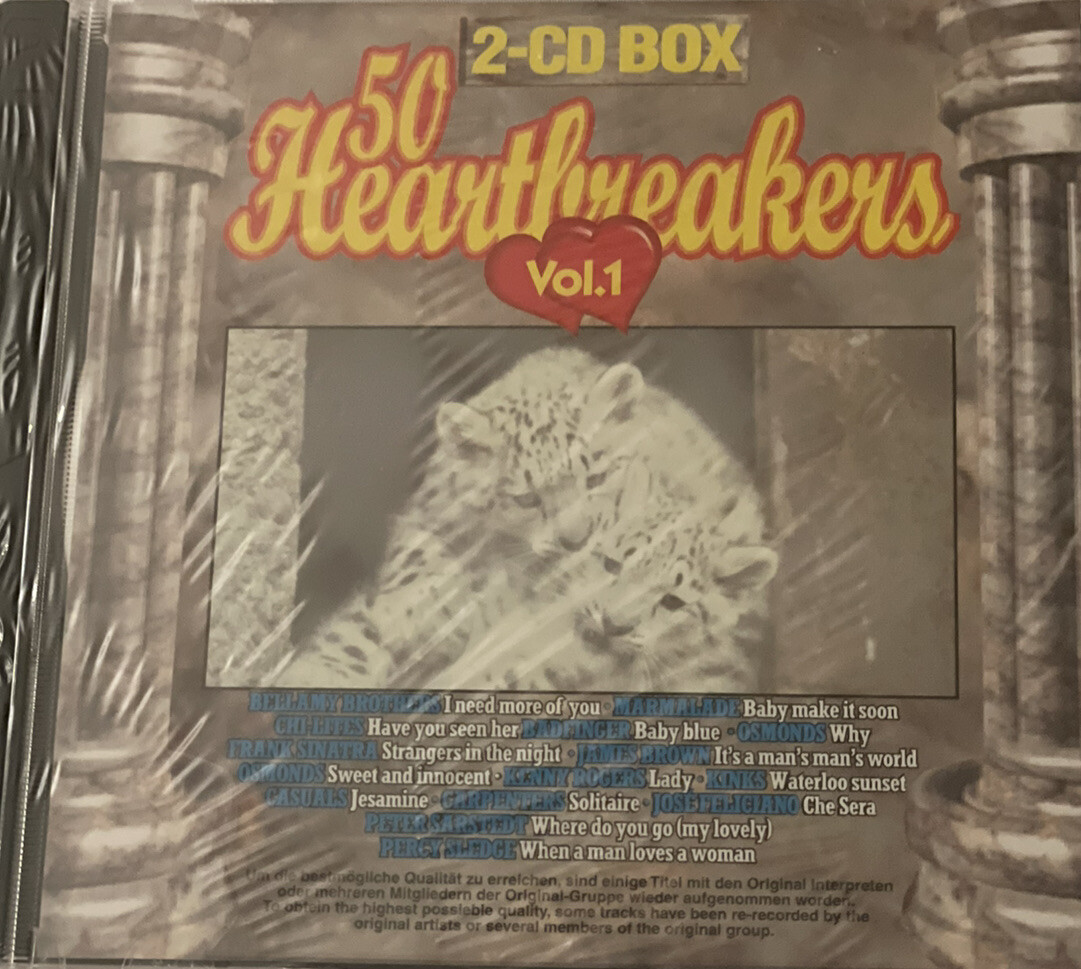 2-CD BOX
50
Heartbreakers
Vol.1
BELLAMY BROTHERS I need more of you • MARMALADE Baby make it soon
CHI-LITES Have you seen her BADFINGER Baby blue • OSMONDS Why
FRANK SINATRA Strangers in the night • JAMES BROWN It's a man's man's world
OSMONDS Sweet and innocent • KENNY ROGERS Lady • KINKS Waterloo sunset
CASUALS Jesamine • CARPENTERS Solitaire • JOSE FELICIANO Che Sera
PETER SARSTEDT Where do you go (my lovely)
PERCY SLEDGE When a man loves a woman
Um die bestmögliche Qualität zu erreichen, sind einige Titel mit den Original Interpreten
oder mehreren Mitgliedern der Original-Gruppe wieder aufgenommen worden.
To obtein the highest possieble quality, some tracks have been re-recorded by the
original artists or several members of the original group.